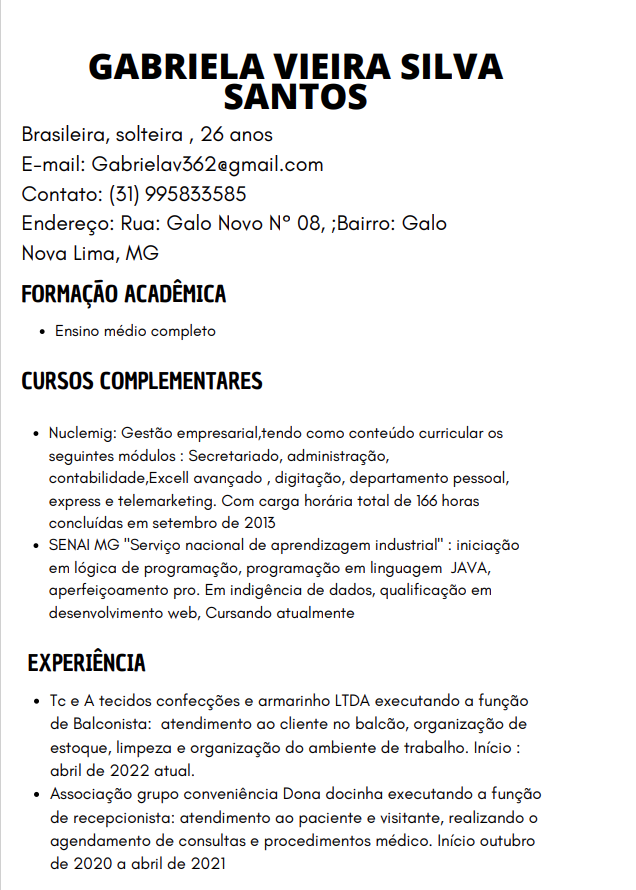 GABRIELA VIEIRA SILVA
SANTOS
Brasileira, solteira , 26 anos
E-mail: Gabrielav362@gmail.com
Contato: (31) 995833585
Endereço: Rua: Galo Novo N° 08, ;Bairro: Galo
Nova Lima, MG
FORMAÇÃO ACADÊMICA
• Ensino médio completo
CURSOS COMPLEMENTARES
• Nuclemig: Gestão empresarial,tendo como conteúdo curricular os
seguintes módulos : Secretariado, administração,
contabilidade,Excell avançado , digitação, departamento pessoal,
express e telemarketing. Com carga horária total de 166 horas
concluídas em setembro de 2013
• SENAI MG "Serviço nacional de aprendizagem industrial" : iniciação
em lógica de programação, programação em linguagem  JAVA,
aperfeiçoamento pro. Em indigência de dados, qualificação em
desenvolvimento web, Cursando atualmente
EXPERIÊNCIA
• Tc e A tecidos confecções e armarinho LTDA executando a função
de Balconista:  atendimento ao cliente no balcão, organização de
estoque, limpeza e organização do ambiente de trabalho. Início :
abril de 2022 atual.
• Associação grupo conveniência Dona docinha executando a função
de recepcionista: atendimento ao paciente e visitante, realizando o
agendamento de consultas e procedimentos médico. Início outubro
de 2020 a abril de 2021